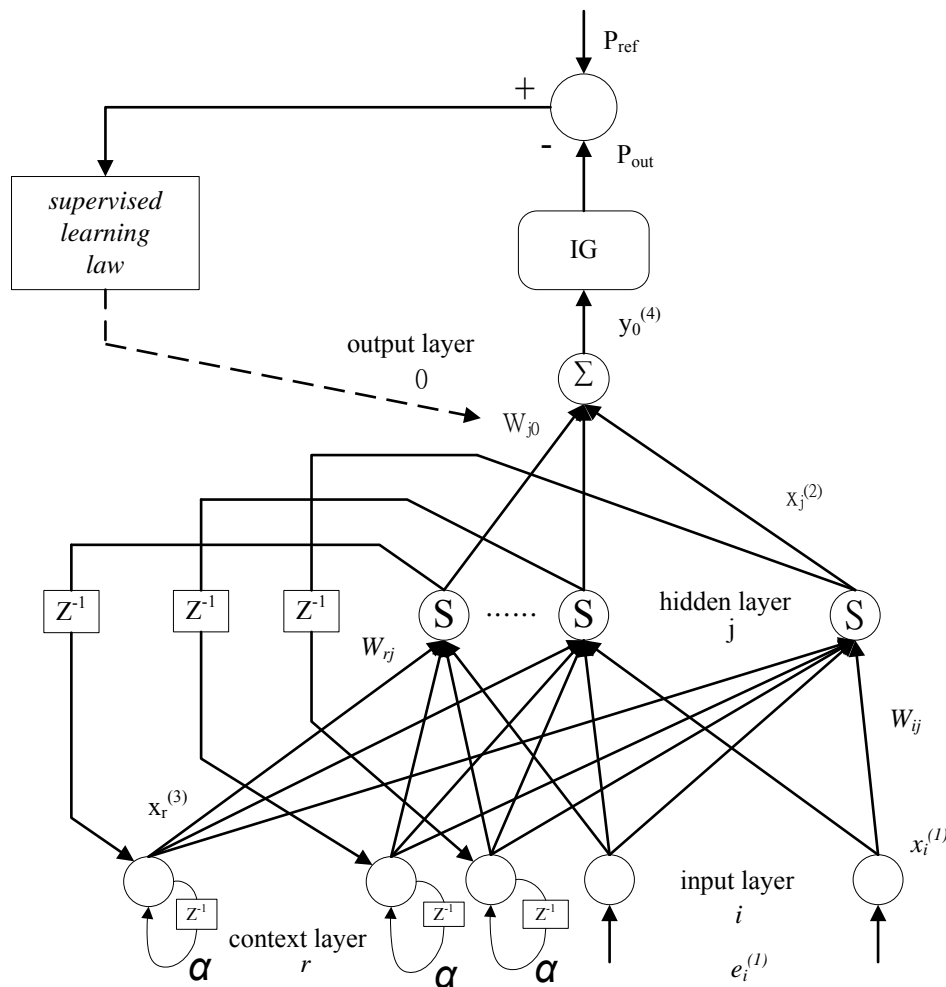 P_ref
+
-
P_out
supervised
learning
law
IG
y_0^(4)
output layer
0
Σ
W_j0
x_j^(2)
Z^-1
Z^-1
Z^-1
S
......
S
hidden layer
j
S
W_rj
W_ij
x_r^(3)
x_i^(1)
Z^-1
Z^-1
Z^-1
input layer
i
context layer
r
α
α
α
e_i^(1)